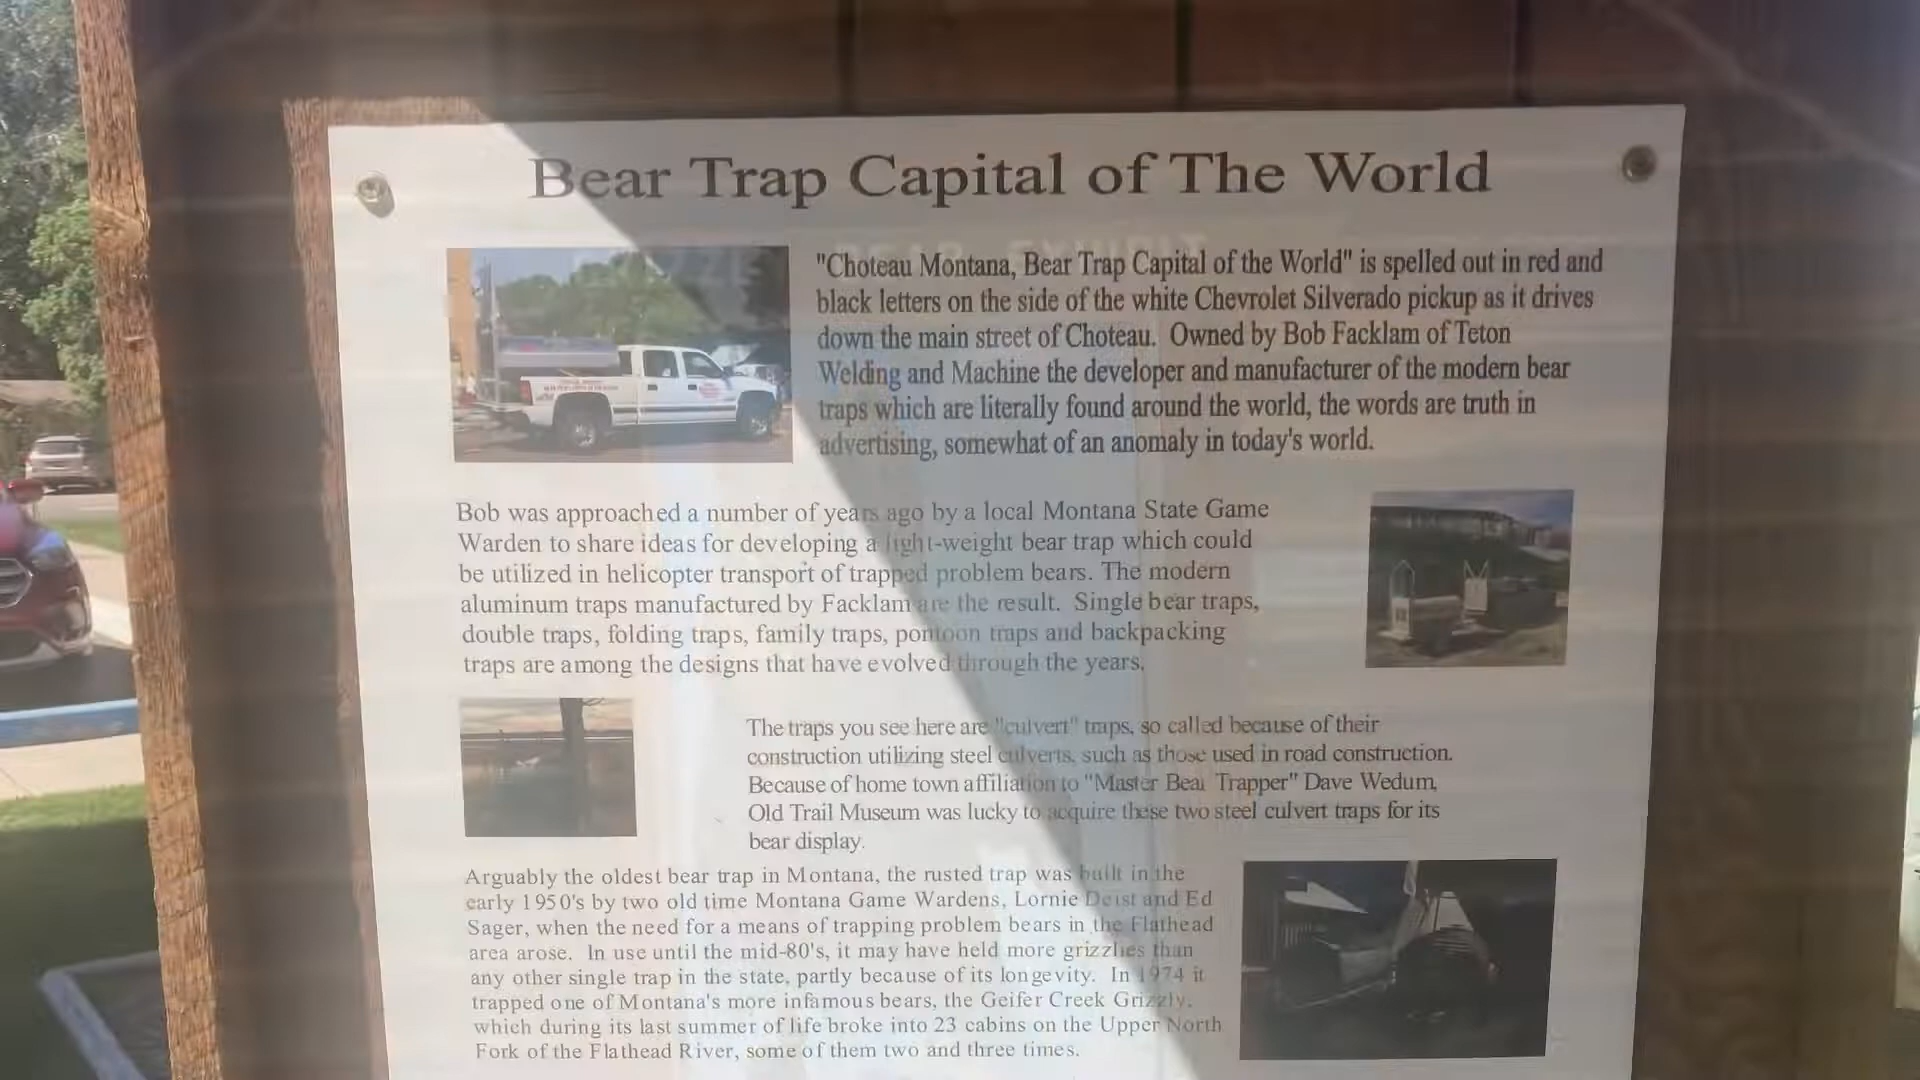 Bear Trap Capital of The World
"Choteau Montana, Bear Trap Capital of the World" is spelled out in red and
black letters on the side of the white Chevrolet Silverado pickup as it drives
down the main street of Choteau. Owned by Bob Facklam of Teton
Welding and Machine the developer and manufacturer of the modern bear
traps which are literally found around the world, the words are truth in
advertising, somewhat of an anomaly in today's world.
Bob was approached a number of years ago by a local Montana State Game
Warden to share ideas for developing a light-weight bear trap which could
be utilized in helicopter transport of trapped problem bears. The modern
aluminum traps manufactured by Facklam are the result. Single bear traps,
double traps, folding traps, family traps, pontoon traps and backpacking
traps are among the designs that have evolved through the years.
The traps you see here are "culvert" traps, so called because of their
construction utilizing steel culverts, such as those used in road construction.
Because of home town affiliation to "Master Bear Trapper" Dave Wedum,
Old Trail Museum was lucky to acquire these two steel culvert traps for its
bear display.
Arguably the oldest bear trap in Montana, the rusted trap was built in the
early 1950's by two old time Montana Game Wardens, Lornie Deist and Ed
Sager, when the need for a means of trapping problem bears in the Flathead
area arose. In use until the mid-80's, it may have held more grizzlies than
any other single trap in the state, partly because of its longevity. In 1974 it
trapped one of Montana's more infamous bears, the Geifer Creek Grizzly,
which during its last summer of life broke into 23 cabins on the Upper North
Fork of the Flathead River, some of them two and three times.